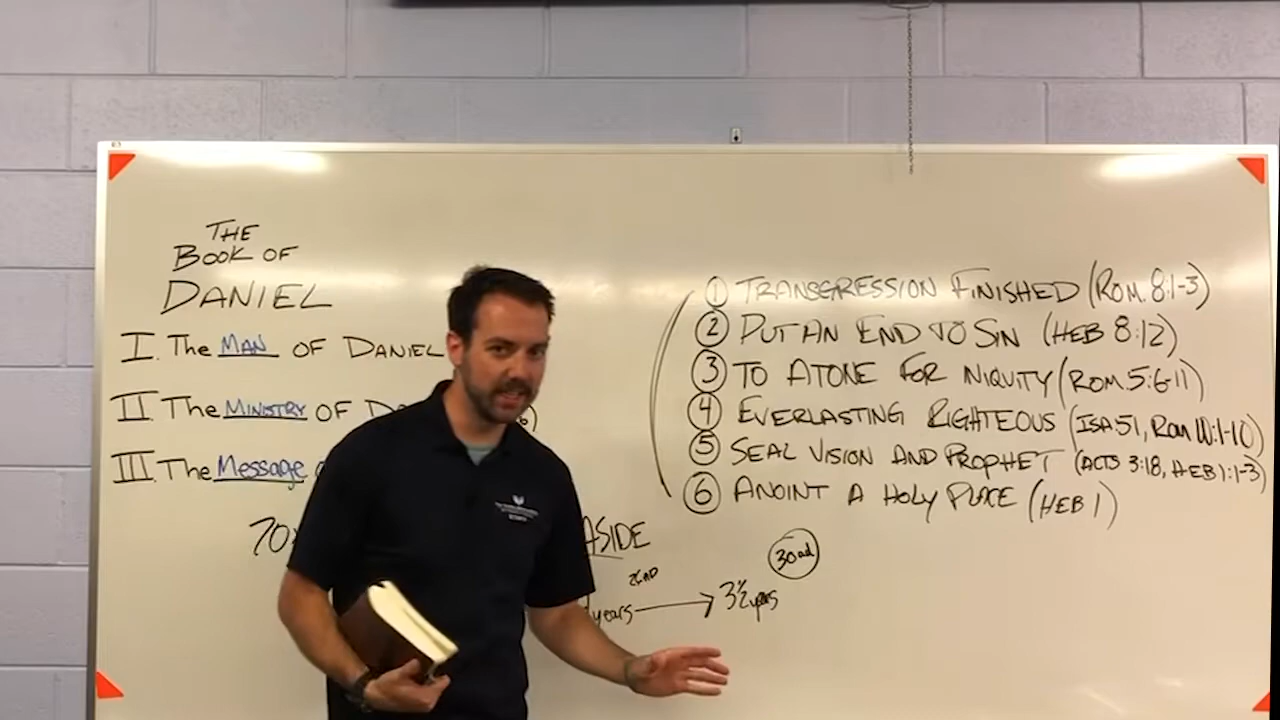 THE
BOOK OF
DANIEL
I. The MAN OF DANIEL
II The MINISTRY OF
III. The Message
① TRANSGRESSION FINISHED (ROM. 8:1-3)
② PUT AN END TO SIN (HEB 8:12)
③ TO ATONE FOR NIQUITY (ROM 5:6-11)
④ EVERLASTING RIGHTEOUS (ISA 51, ROM 10:1-10)
⑤ SEAL VISION AND PROPHET (ACTS 3:18, HEB 1:1-3)
⑥ ANOINT A HOLY PLACE (HEB 1)
ASIDE
30ad
26AD
years → 3½ years